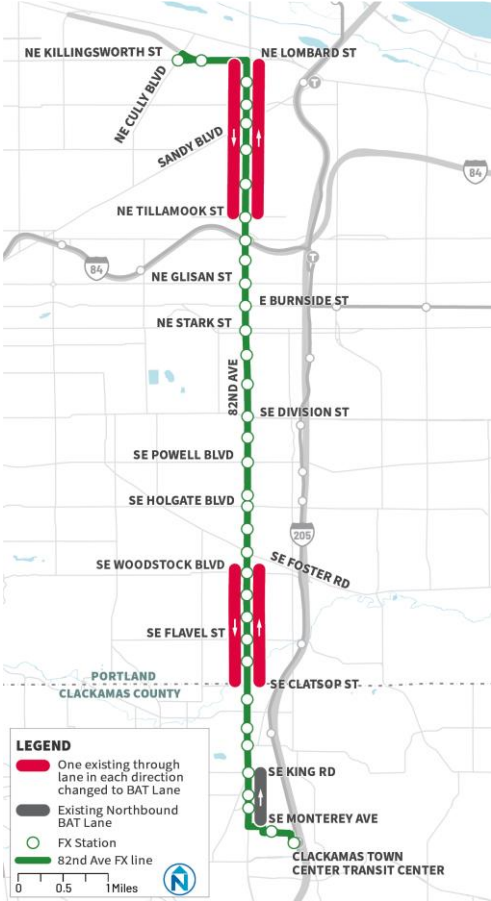 NE KILLINGSWORTH ST
NE LOMBARD ST
NE CULLY BLVD
T
SANDY BLVD
84
NE TILLAMOOK ST
84
T
NE GLISAN ST
E BURNSIDE ST
NE STARK ST
82ND AVE
SE DIVISION ST
SE POWELL BLVD
SE HOLGATE BLVD
205
SE WOODSTOCK BLVD
SE FOSTER RD
SE FLAVEL ST
PORTLAND
CLACKAMAS COUNTY
SE CLATSOP ST
SE KING RD
SE MONTEREY AVE
CLACKAMAS TOWN
CENTER TRANSIT CENTER
LEGEND
One existing through
lane in each direction
changed to BAT Lane
Existing Northbound
BAT Lane
FX Station
82nd Ave FX line
0 0.5 1 Miles
N